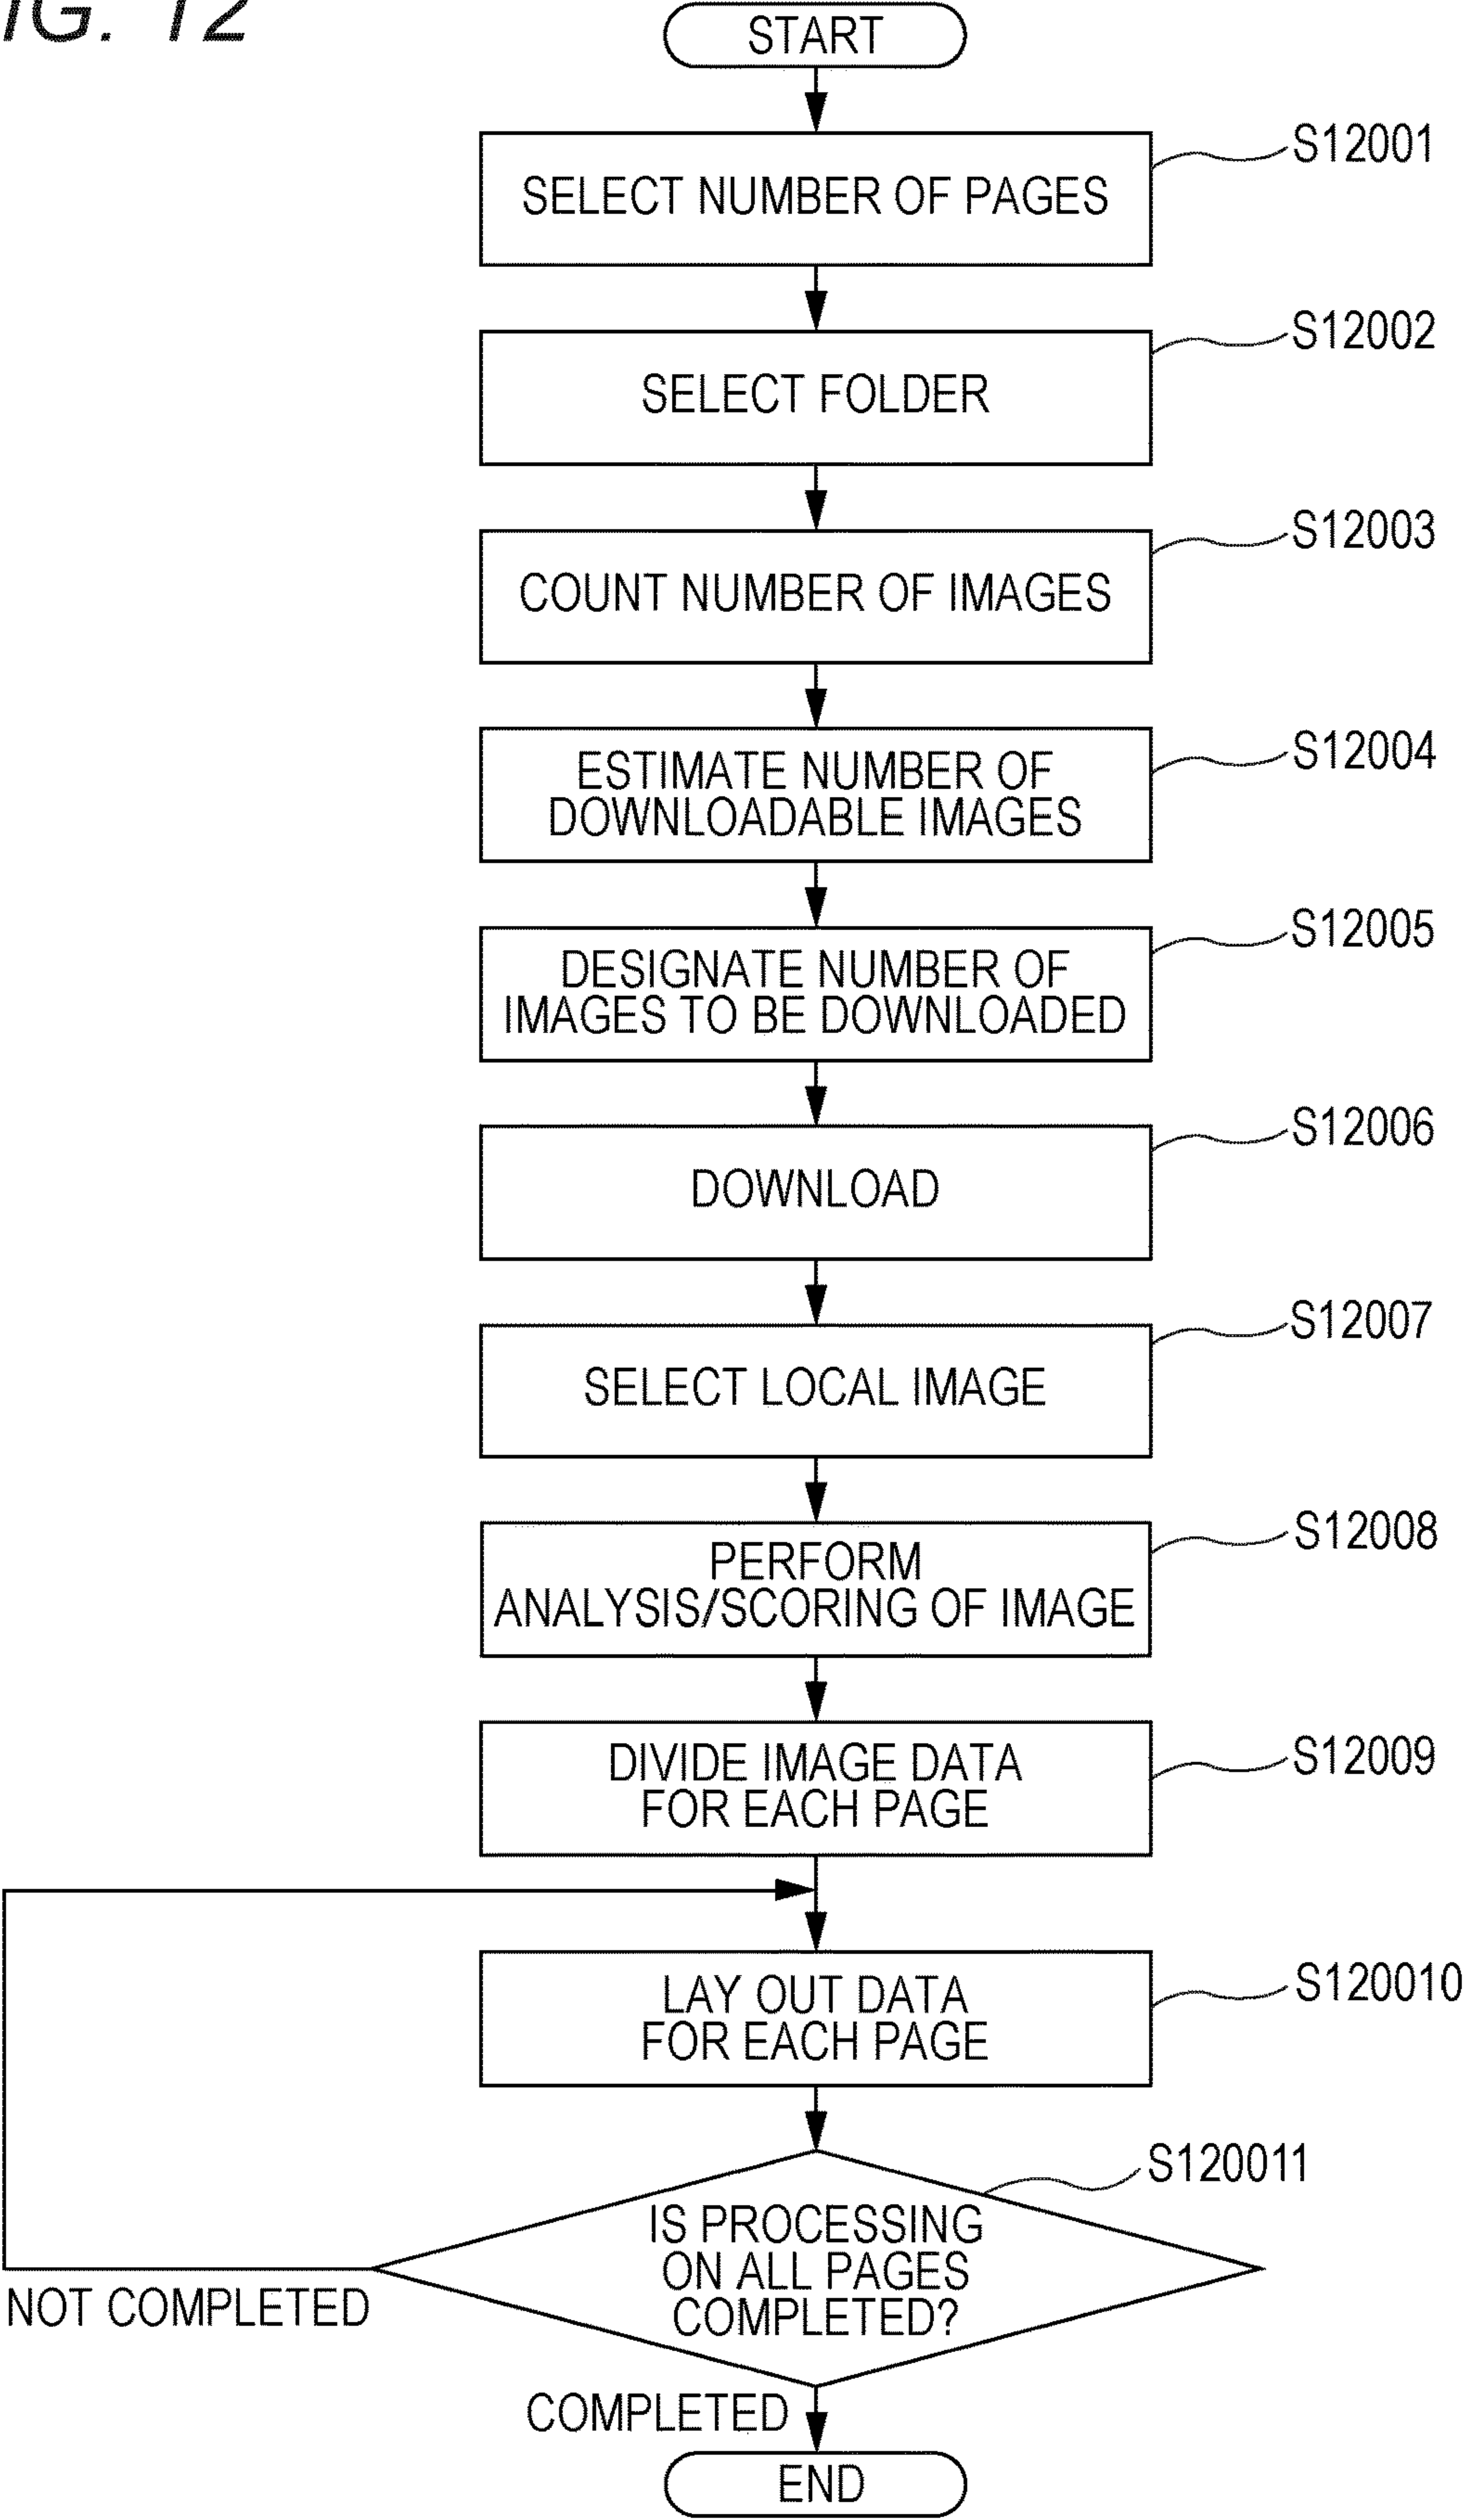 IG. 12
START
S12001
SELECT NUMBER OF PAGES
S12002
SELECT FOLDER
S12003
COUNT NUMBER OF IMAGES
S12004
ESTIMATE NUMBER OF
DOWNLOADABLE IMAGES
S12005
DESIGNATE NUMBER OF
IMAGES TO BE DOWNLOADED
S12006
DOWNLOAD
S12007
SELECT LOCAL IMAGE
S12008
PERFORM
ANALYSIS/SCORING OF IMAGE
S12009
DIVIDE IMAGE DATA
FOR EACH PAGE
S120010
LAY OUT DATA
FOR EACH PAGE
S120011
IS PROCESSING
ON ALL PAGES
COMPLETED?
NOT COMPLETED
COMPLETED
END